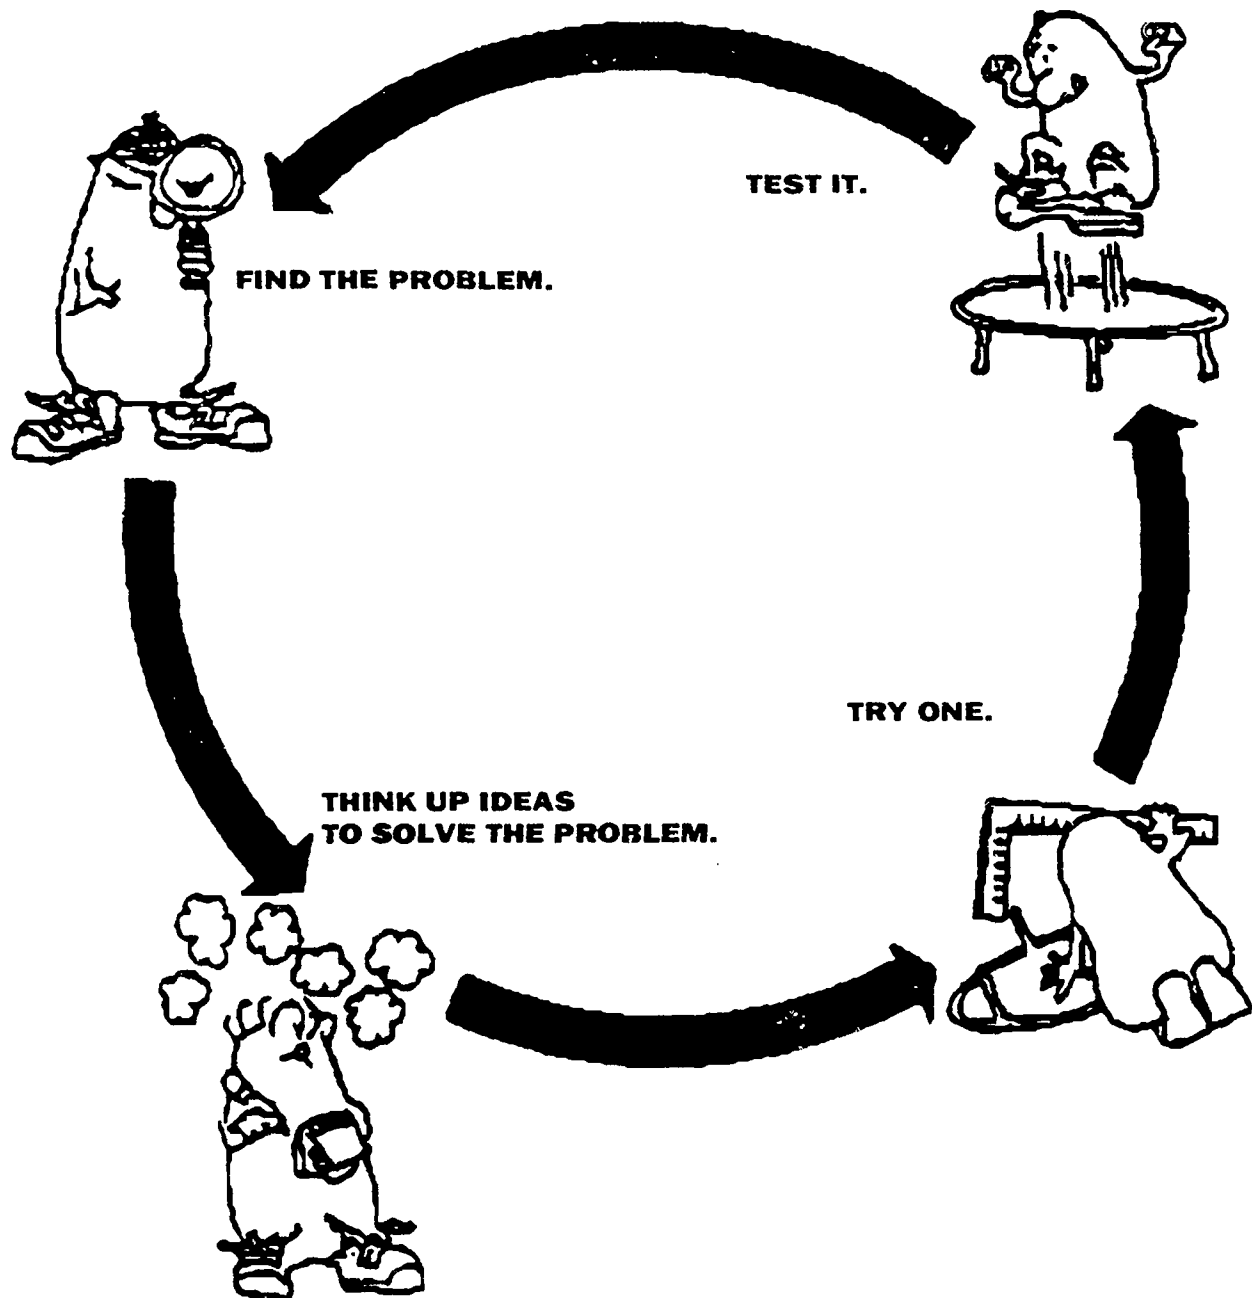 TEST IT.
FIND THE PROBLEM.
TRY ONE.
THINK UP IDEAS
TO SOLVE THE PROBLEM.